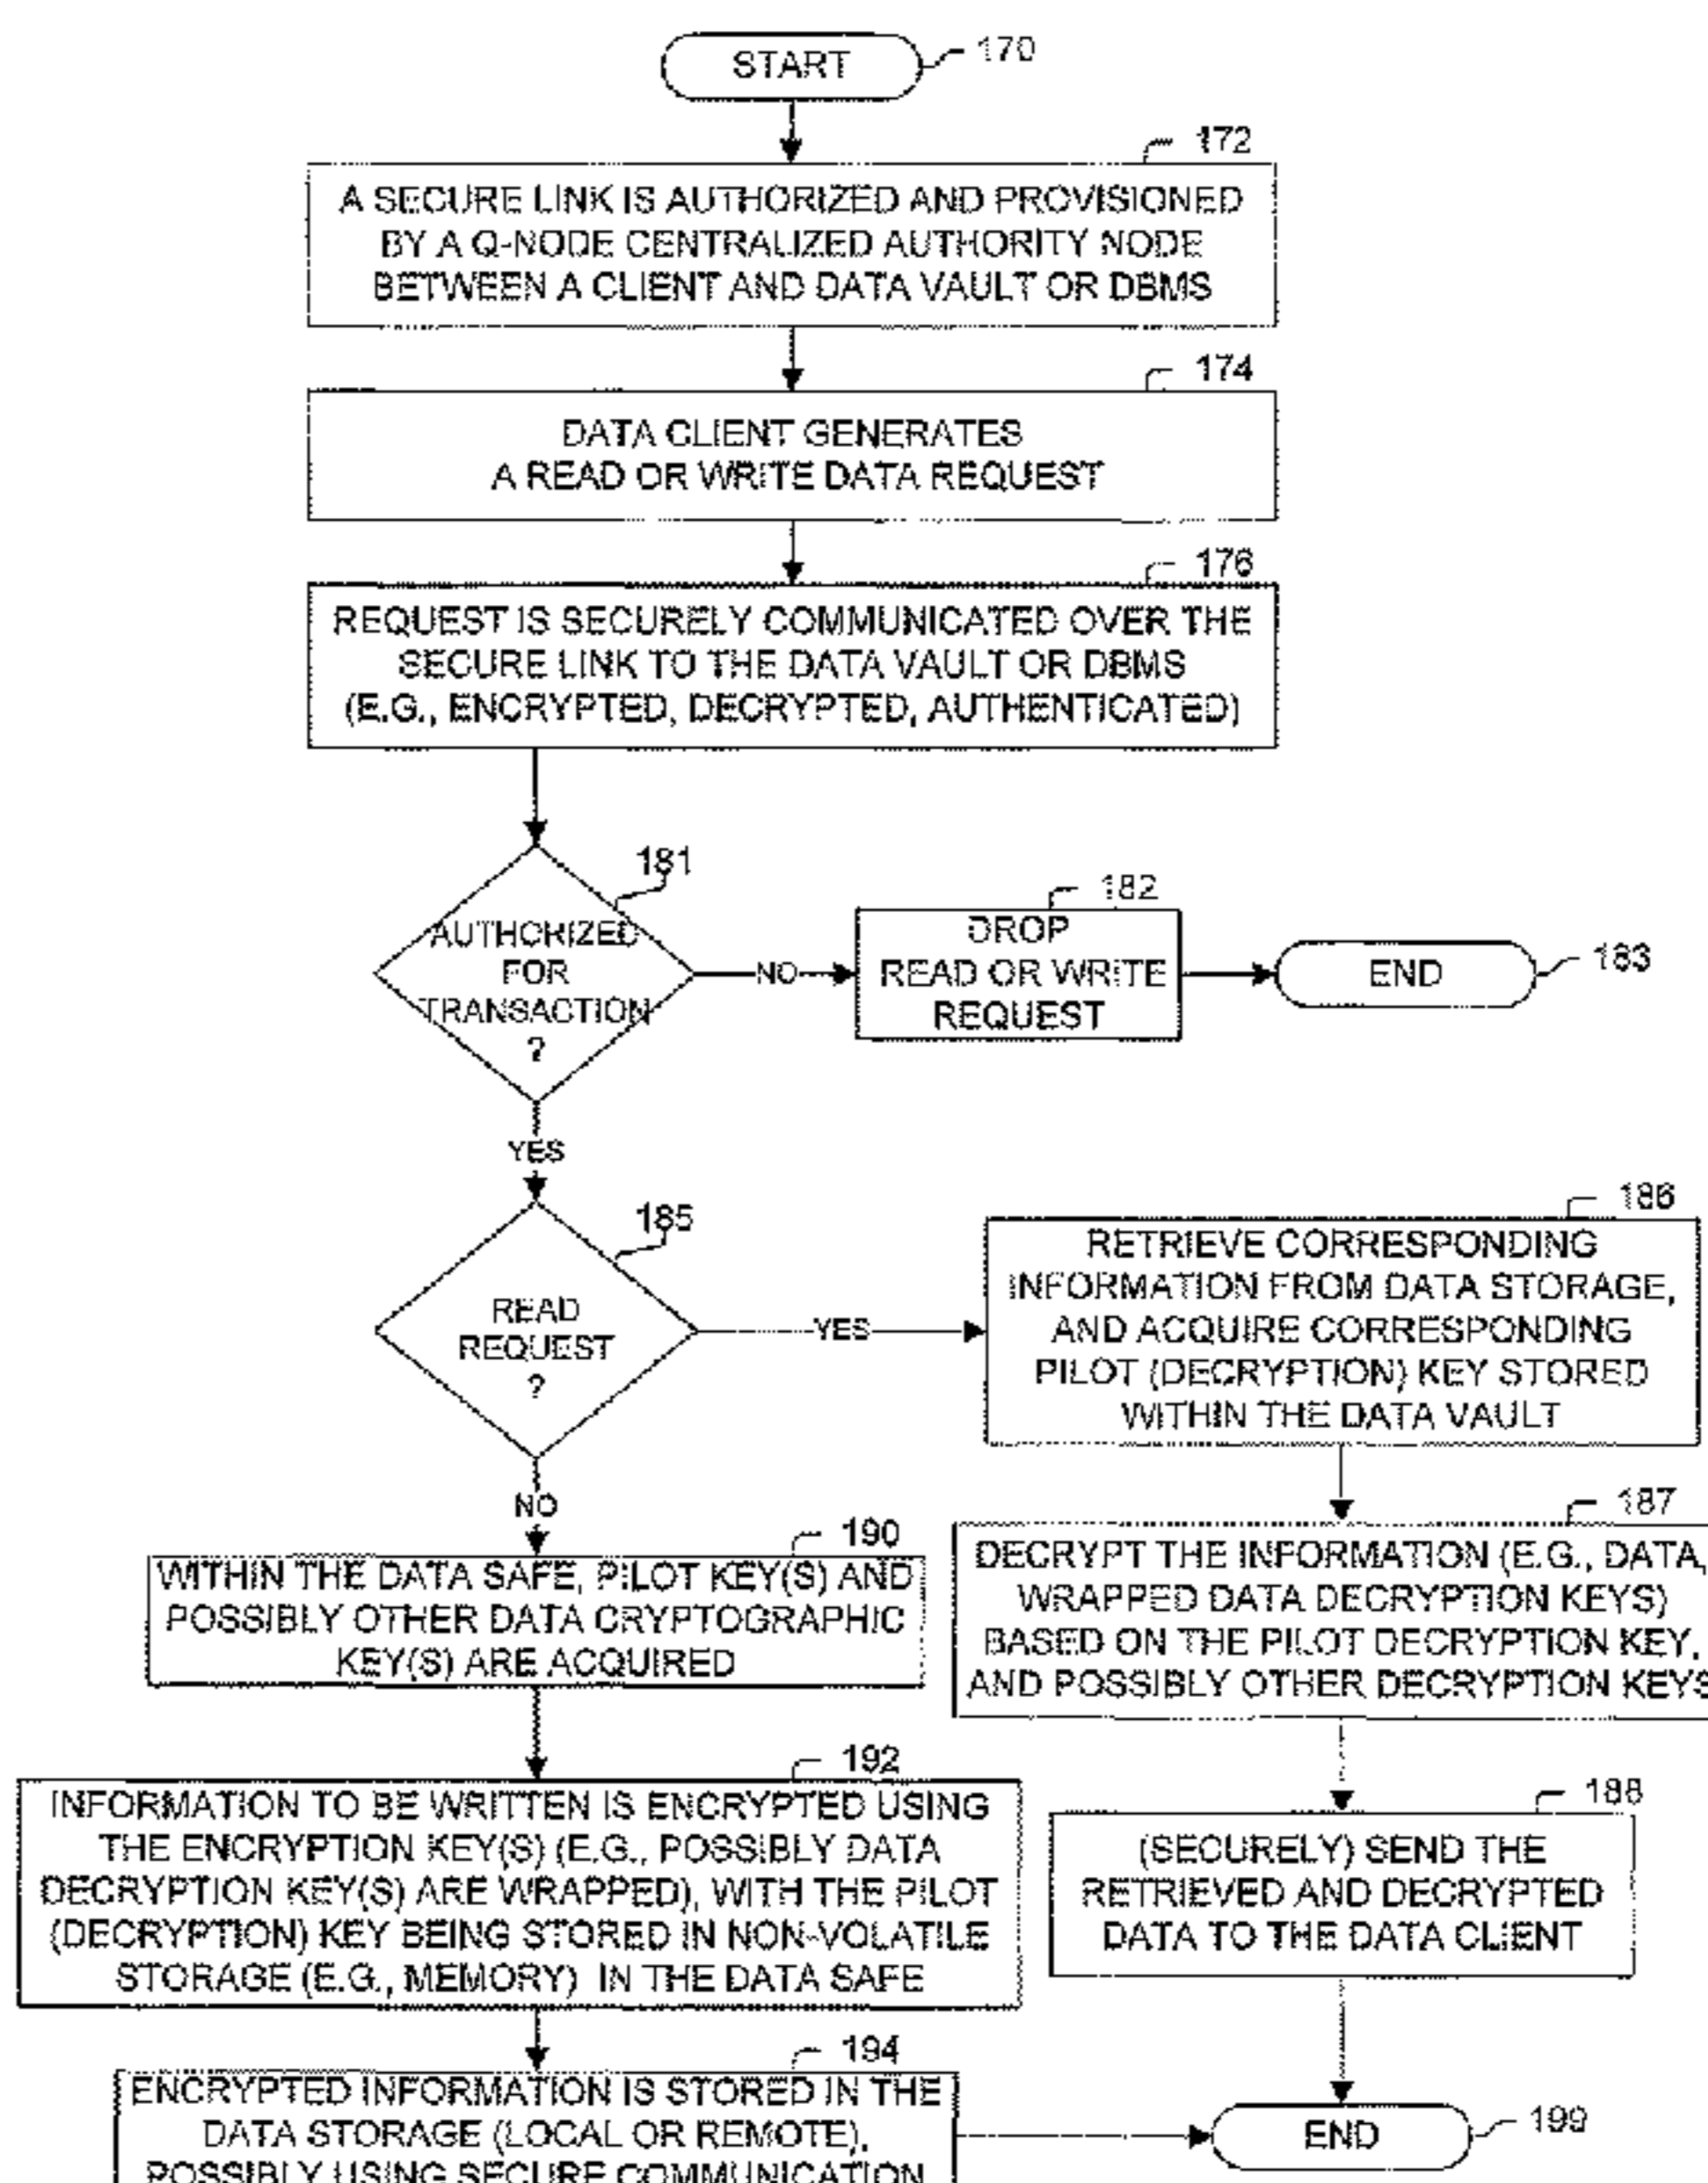 START
170
172
A SECURE LINK IS AUTHORIZED AND PROVISIONED
BY A Q-NODE CENTRALIZED AUTHORITY NODE
BETWEEN A CLIENT AND DATA VAULT OR DBMS
174
DATA CLIENT GENERATES
A READ OR WRITE DATA REQUEST
176
REQUEST IS SECURELY COMMUNICATED OVER THE
SECURE LINK TO THE DATA VAULT OR DBMS
(E.G., ENCRYPTED, DECRYPTED, AUTHENTICATED)
181
AUTHORIZED
FOR
TRANSACTION
?
NO
182
DROP
READ OR WRITE
REQUEST
END
183
YES
185
READ
REQUEST
?
YES
186
RETRIEVE CORRESPONDING
INFORMATION FROM DATA STORAGE,
AND ACQUIRE CORRESPONDING
PILOT (DECRYPTION) KEY STORED
WITHIN THE DATA VAULT
NO
187
DECRYPT THE INFORMATION (E.G., DATA,
WRAPPED DATA DECRYPTION KEYS)
BASED ON THE PILOT DECRYPTION KEY,
AND POSSIBLY OTHER DECRYPTION KEYS
190
WITHIN THE DATA SAFE, PILOT KEY(S) AND
POSSIBLY OTHER DATA CRYPTOGRAPHIC
KEY(S) ARE ACQUIRED
192
INFORMATION TO BE WRITTEN IS ENCRYPTED USING
THE ENCRYPTION KEY(S) (E.G., POSSIBLY DATA
DECRYPTION KEY(S) ARE WRAPPED), WITH THE PILOT
(DECRYPTION) KEY BEING STORED IN NON-VOLATILE
STORAGE (E.G., MEMORY) IN THE DATA SAFE
188
(SECURELY) SEND THE
RETRIEVED AND DECRYPTED
DATA TO THE DATA CLIENT
194
ENCRYPTED INFORMATION IS STORED IN THE
DATA STORAGE (LOCAL OR REMOTE),
POSSIBLY USING SECURE COMMUNICATION
END
199